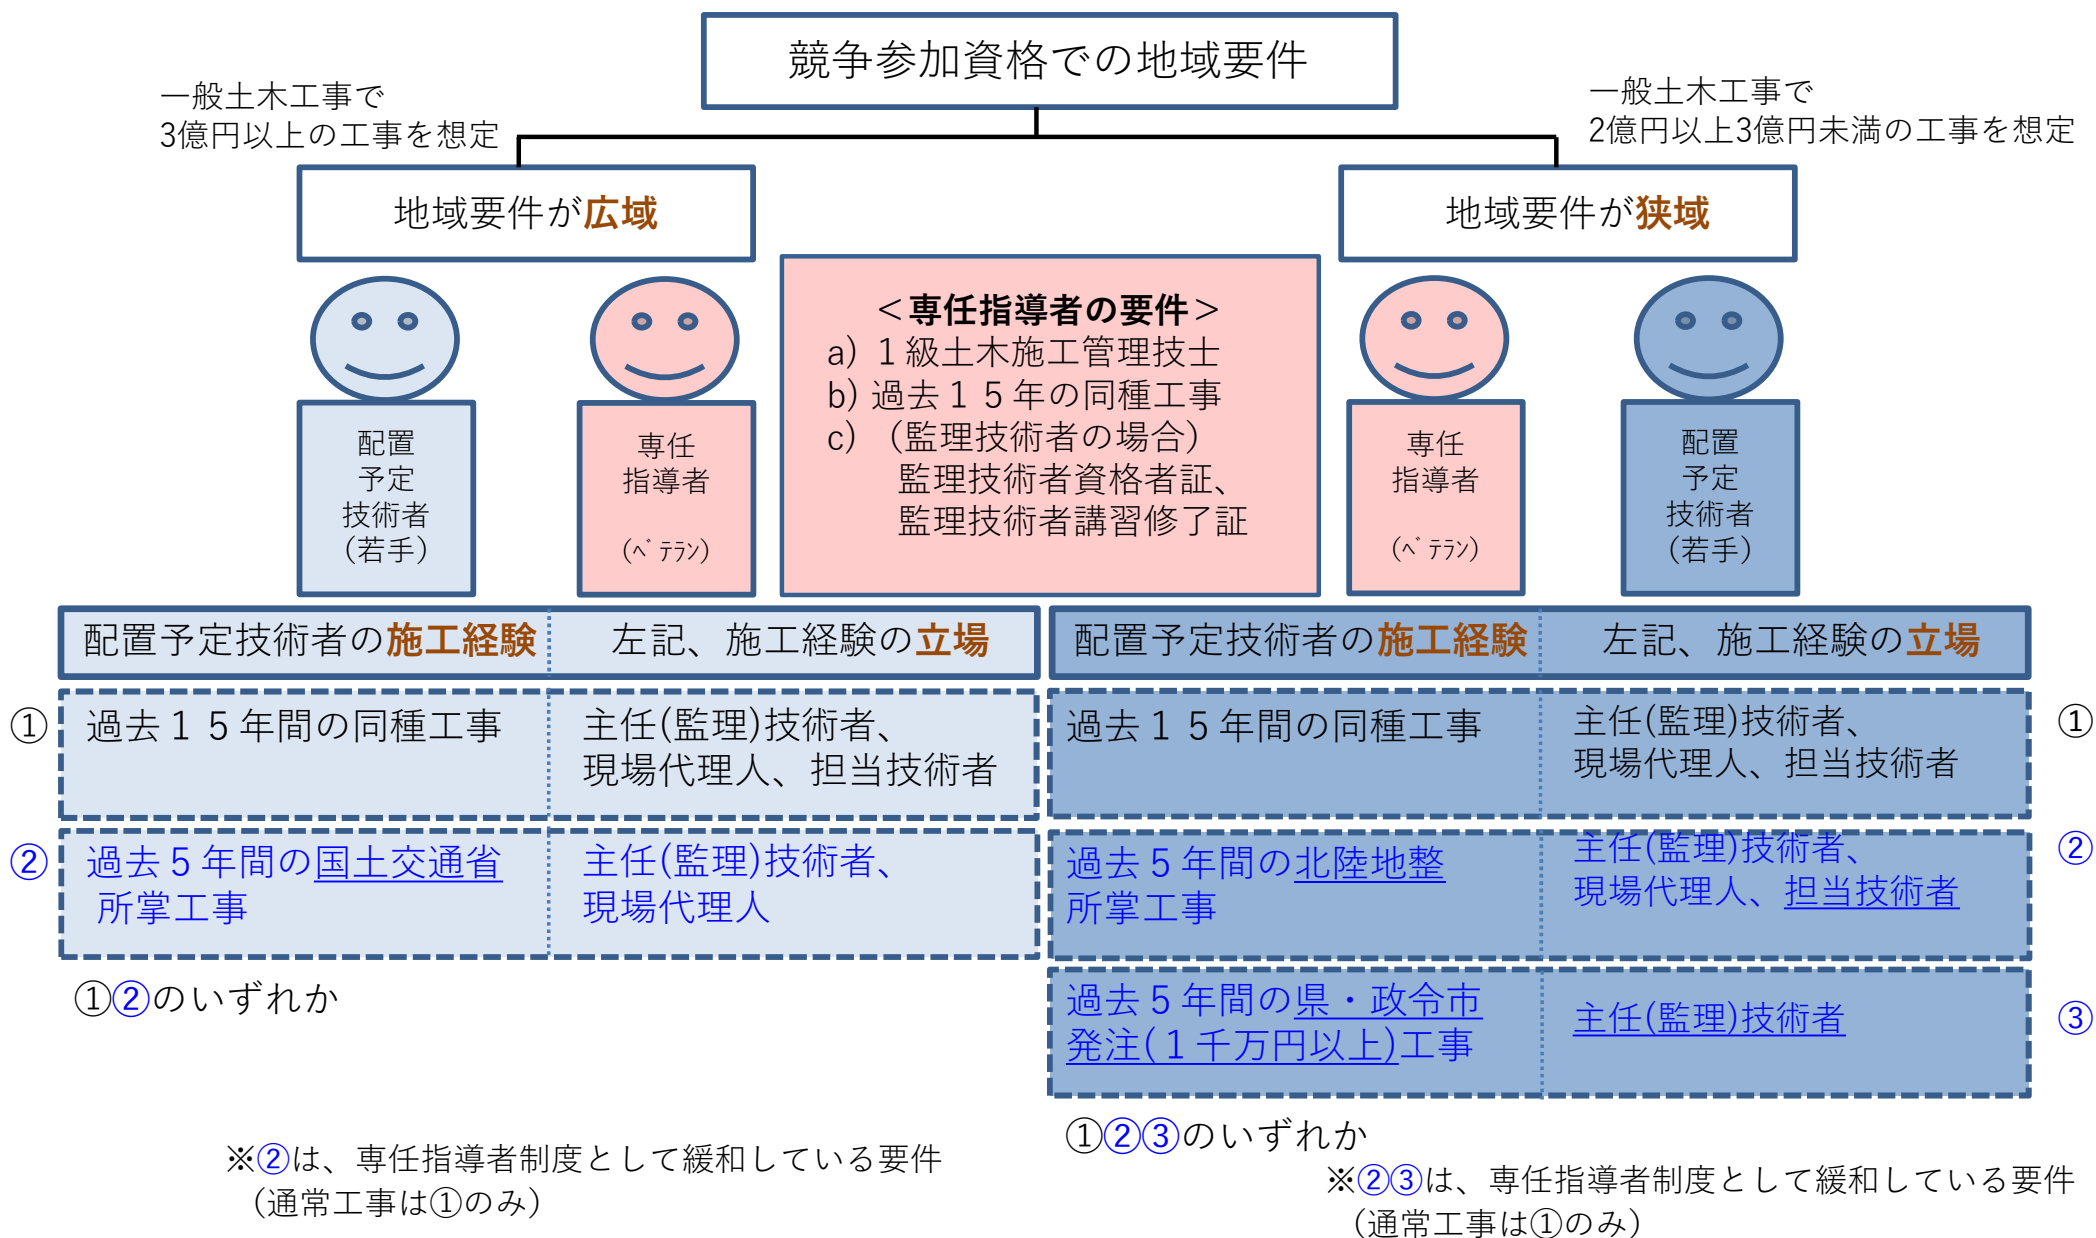 競争参加資格での地域要件
一般土木工事で
3億円以上の工事を想定
一般土木工事で
2億円以上3億円未満の工事を想定
地域要件が広域
地域要件が狭域
配置
予定
技術者
(若手)
専任
指導者
(ﾍﾞﾃﾗﾝ)
＜専任指導者の要件＞
a) １級土木施工管理技士
b) 過去１５年の同種工事
c) （監理技術者の場合）
監理技術者資格者証、
監理技術者講習修了証
専任
指導者
(ﾍﾞﾃﾗﾝ)
配置
予定
技術者
(若手)
配置予定技術者の施工経験
左記、施工経験の立場
①
過去１５年間の同種工事
主任(監理)技術者、
現場代理人、担当技術者
②
過去５年間の国土交通省
所掌工事
主任(監理)技術者、
現場代理人
①②のいずれか
※②は、専任指導者制度として緩和している要件
（通常工事は①のみ）
配置予定技術者の施工経験
左記、施工経験の立場
過去１５年間の同種工事
主任(監理)技術者、
現場代理人、担当技術者
①
過去５年間の北陸地整
所掌工事
主任(監理)技術者、
現場代理人、担当技術者
②
過去５年間の県・政令市
発注(１千万円以上)工事
主任(監理)技術者
③
①②③のいずれか
※②③は、専任指導者制度として緩和している要件
（通常工事は①のみ）